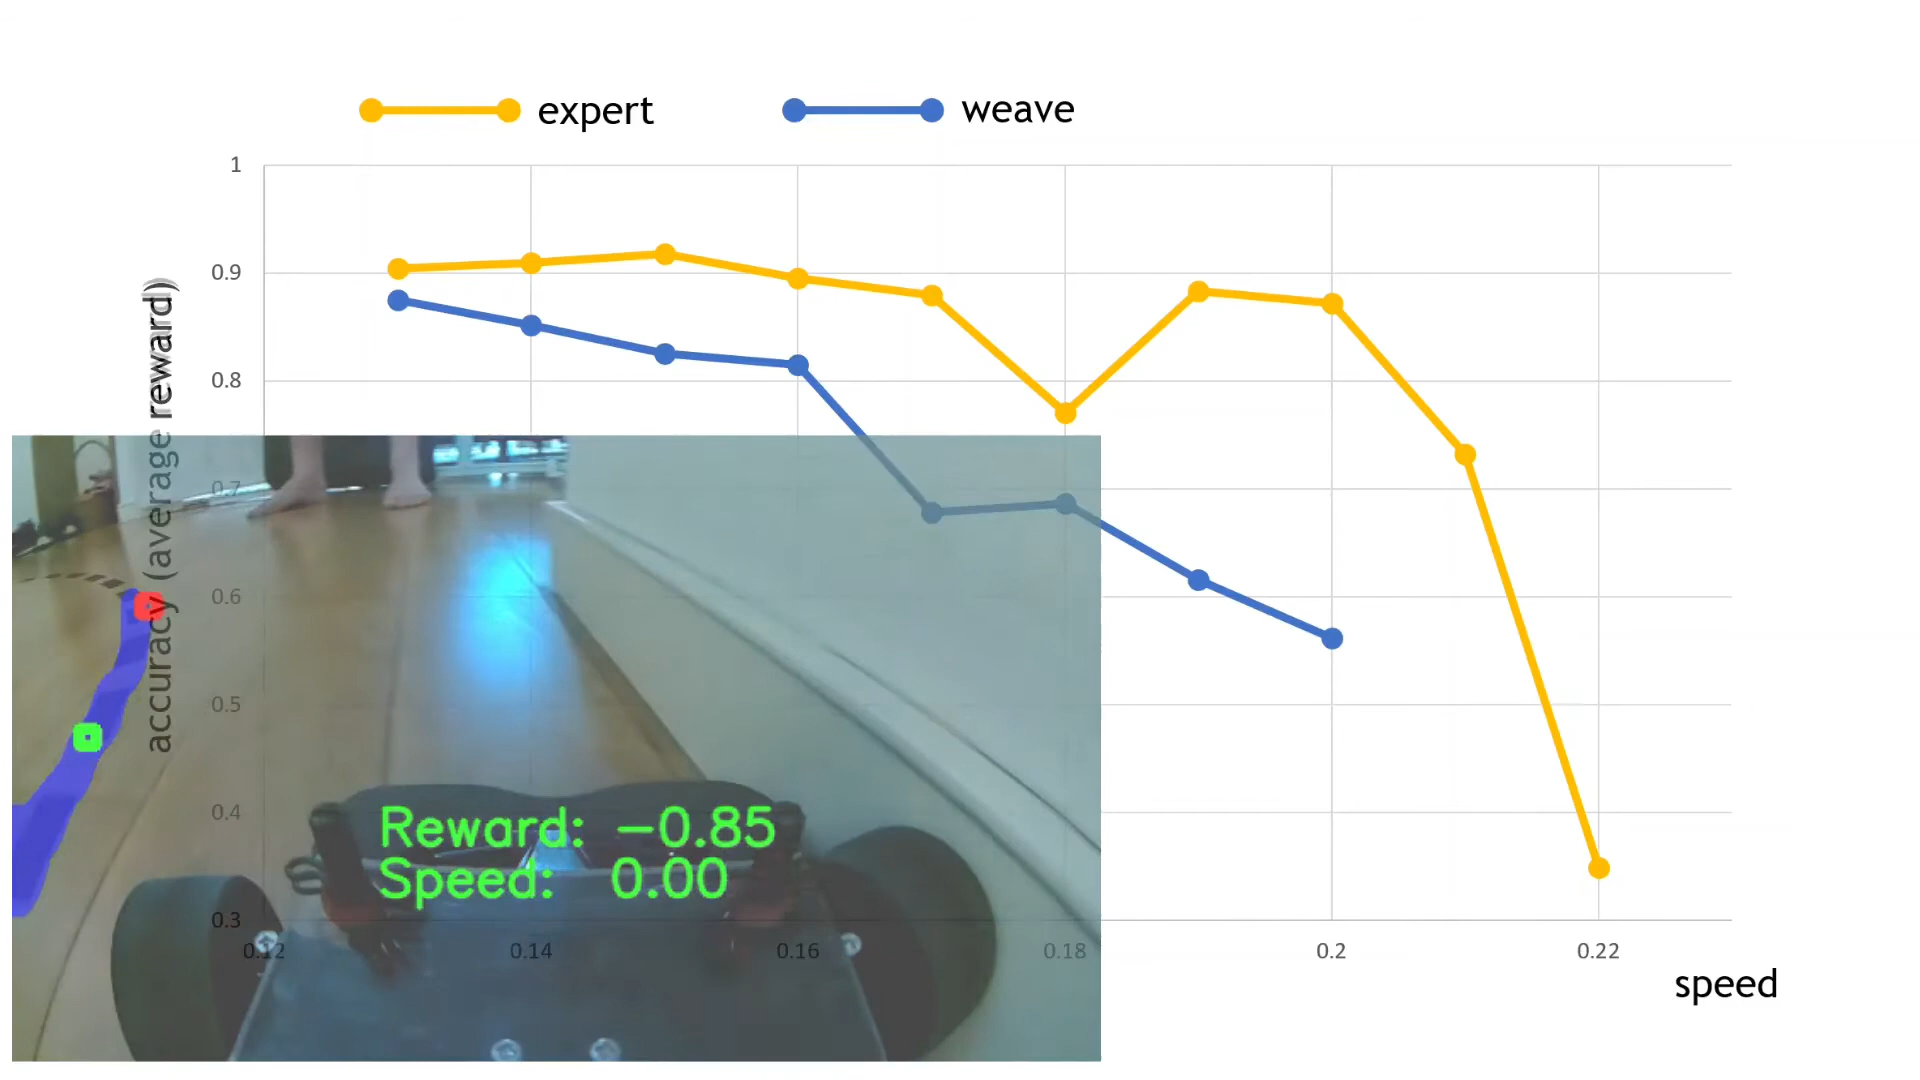 expert
weave
1
0.9
0.8
0.7
0.6
0.5
0.4
0.3
accuracy (average reward)
Reward: -0.85
Speed: 0.00
0.12 0.14 0.16 0.18 0.2 0.22
speed